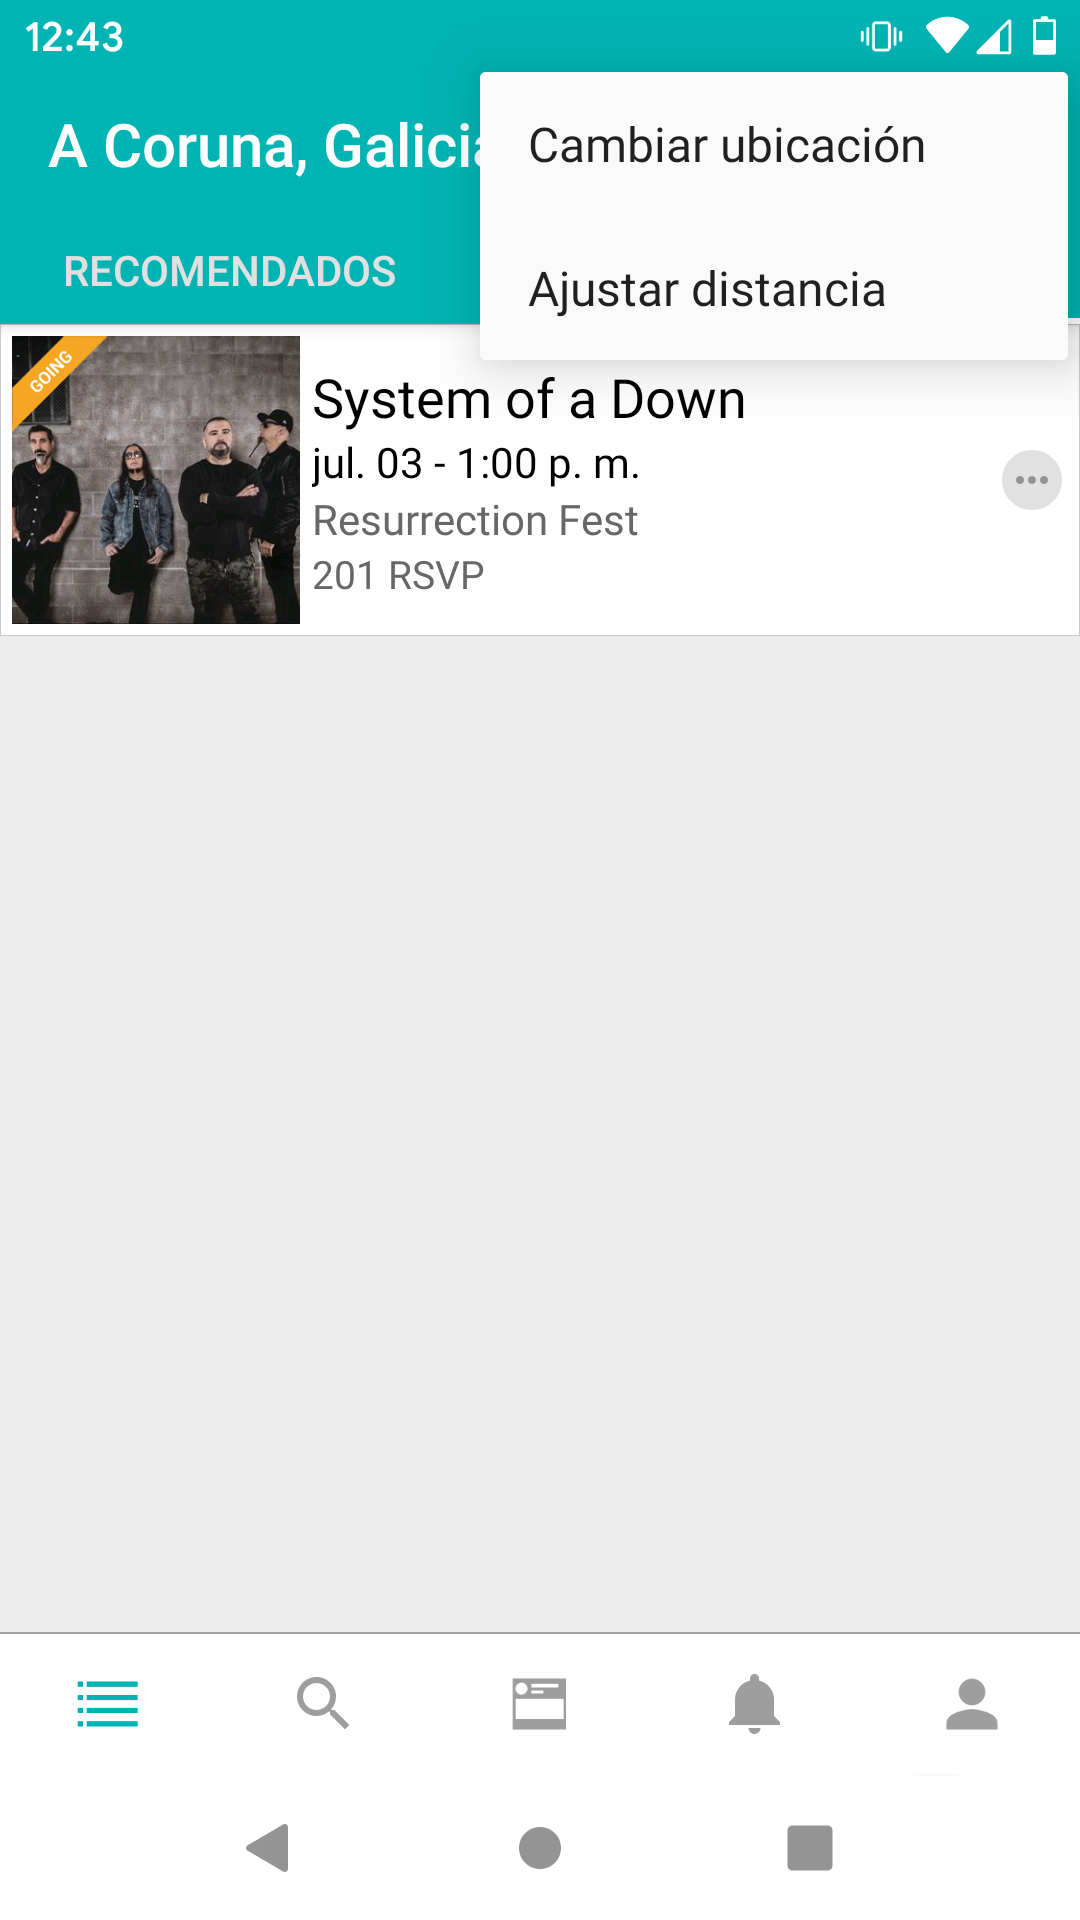 12:43
A Coruna, Galicia
Cambiar ubicación
RECOMENDADOS
Ajustar distancia
GOING
System of a Down
jul. 03 - 1:00 p. m.
Resurrection Fest
201 RSVP